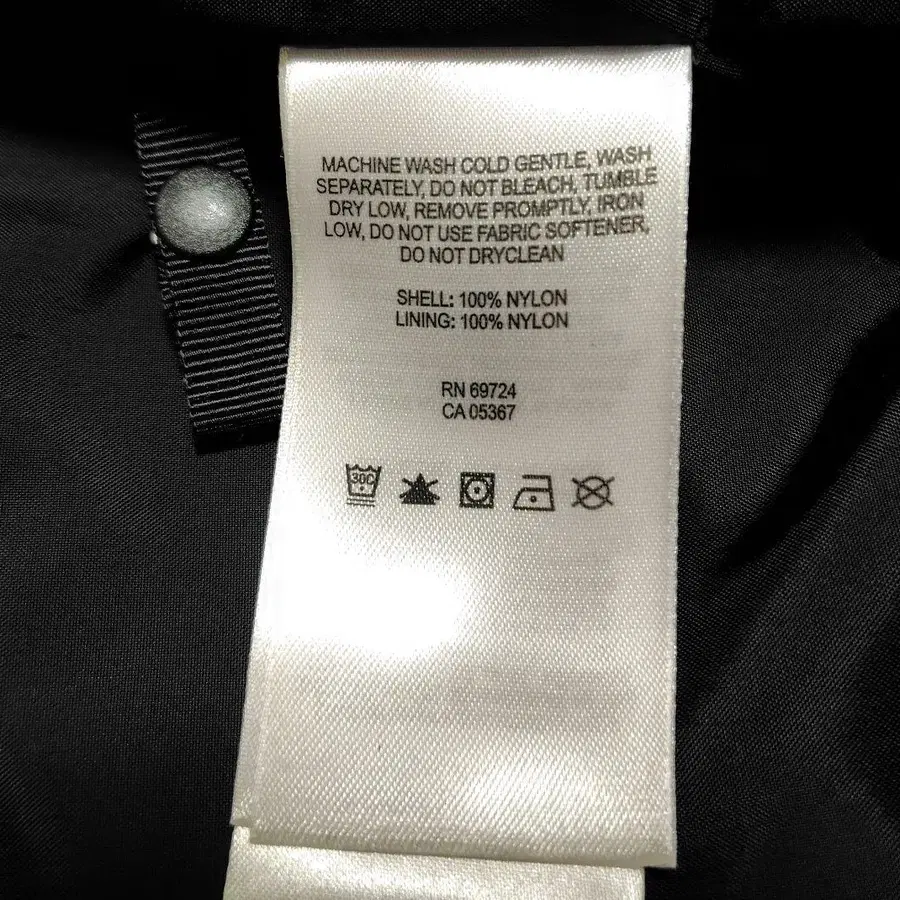 MACHINE WASH COLD GENTLE, WASH
SEPARATELY, DO NOT BLEACH, TUMBLE
DRY LOW, REMOVE PROMPTLY, IRON
LOW, DO NOT USE FABRIC SOFTENER,
DO NOT DRYCLEAN
SHELL: 100% NYLON
LINING: 100% NYLON
RN 69724
CA 05367
30C